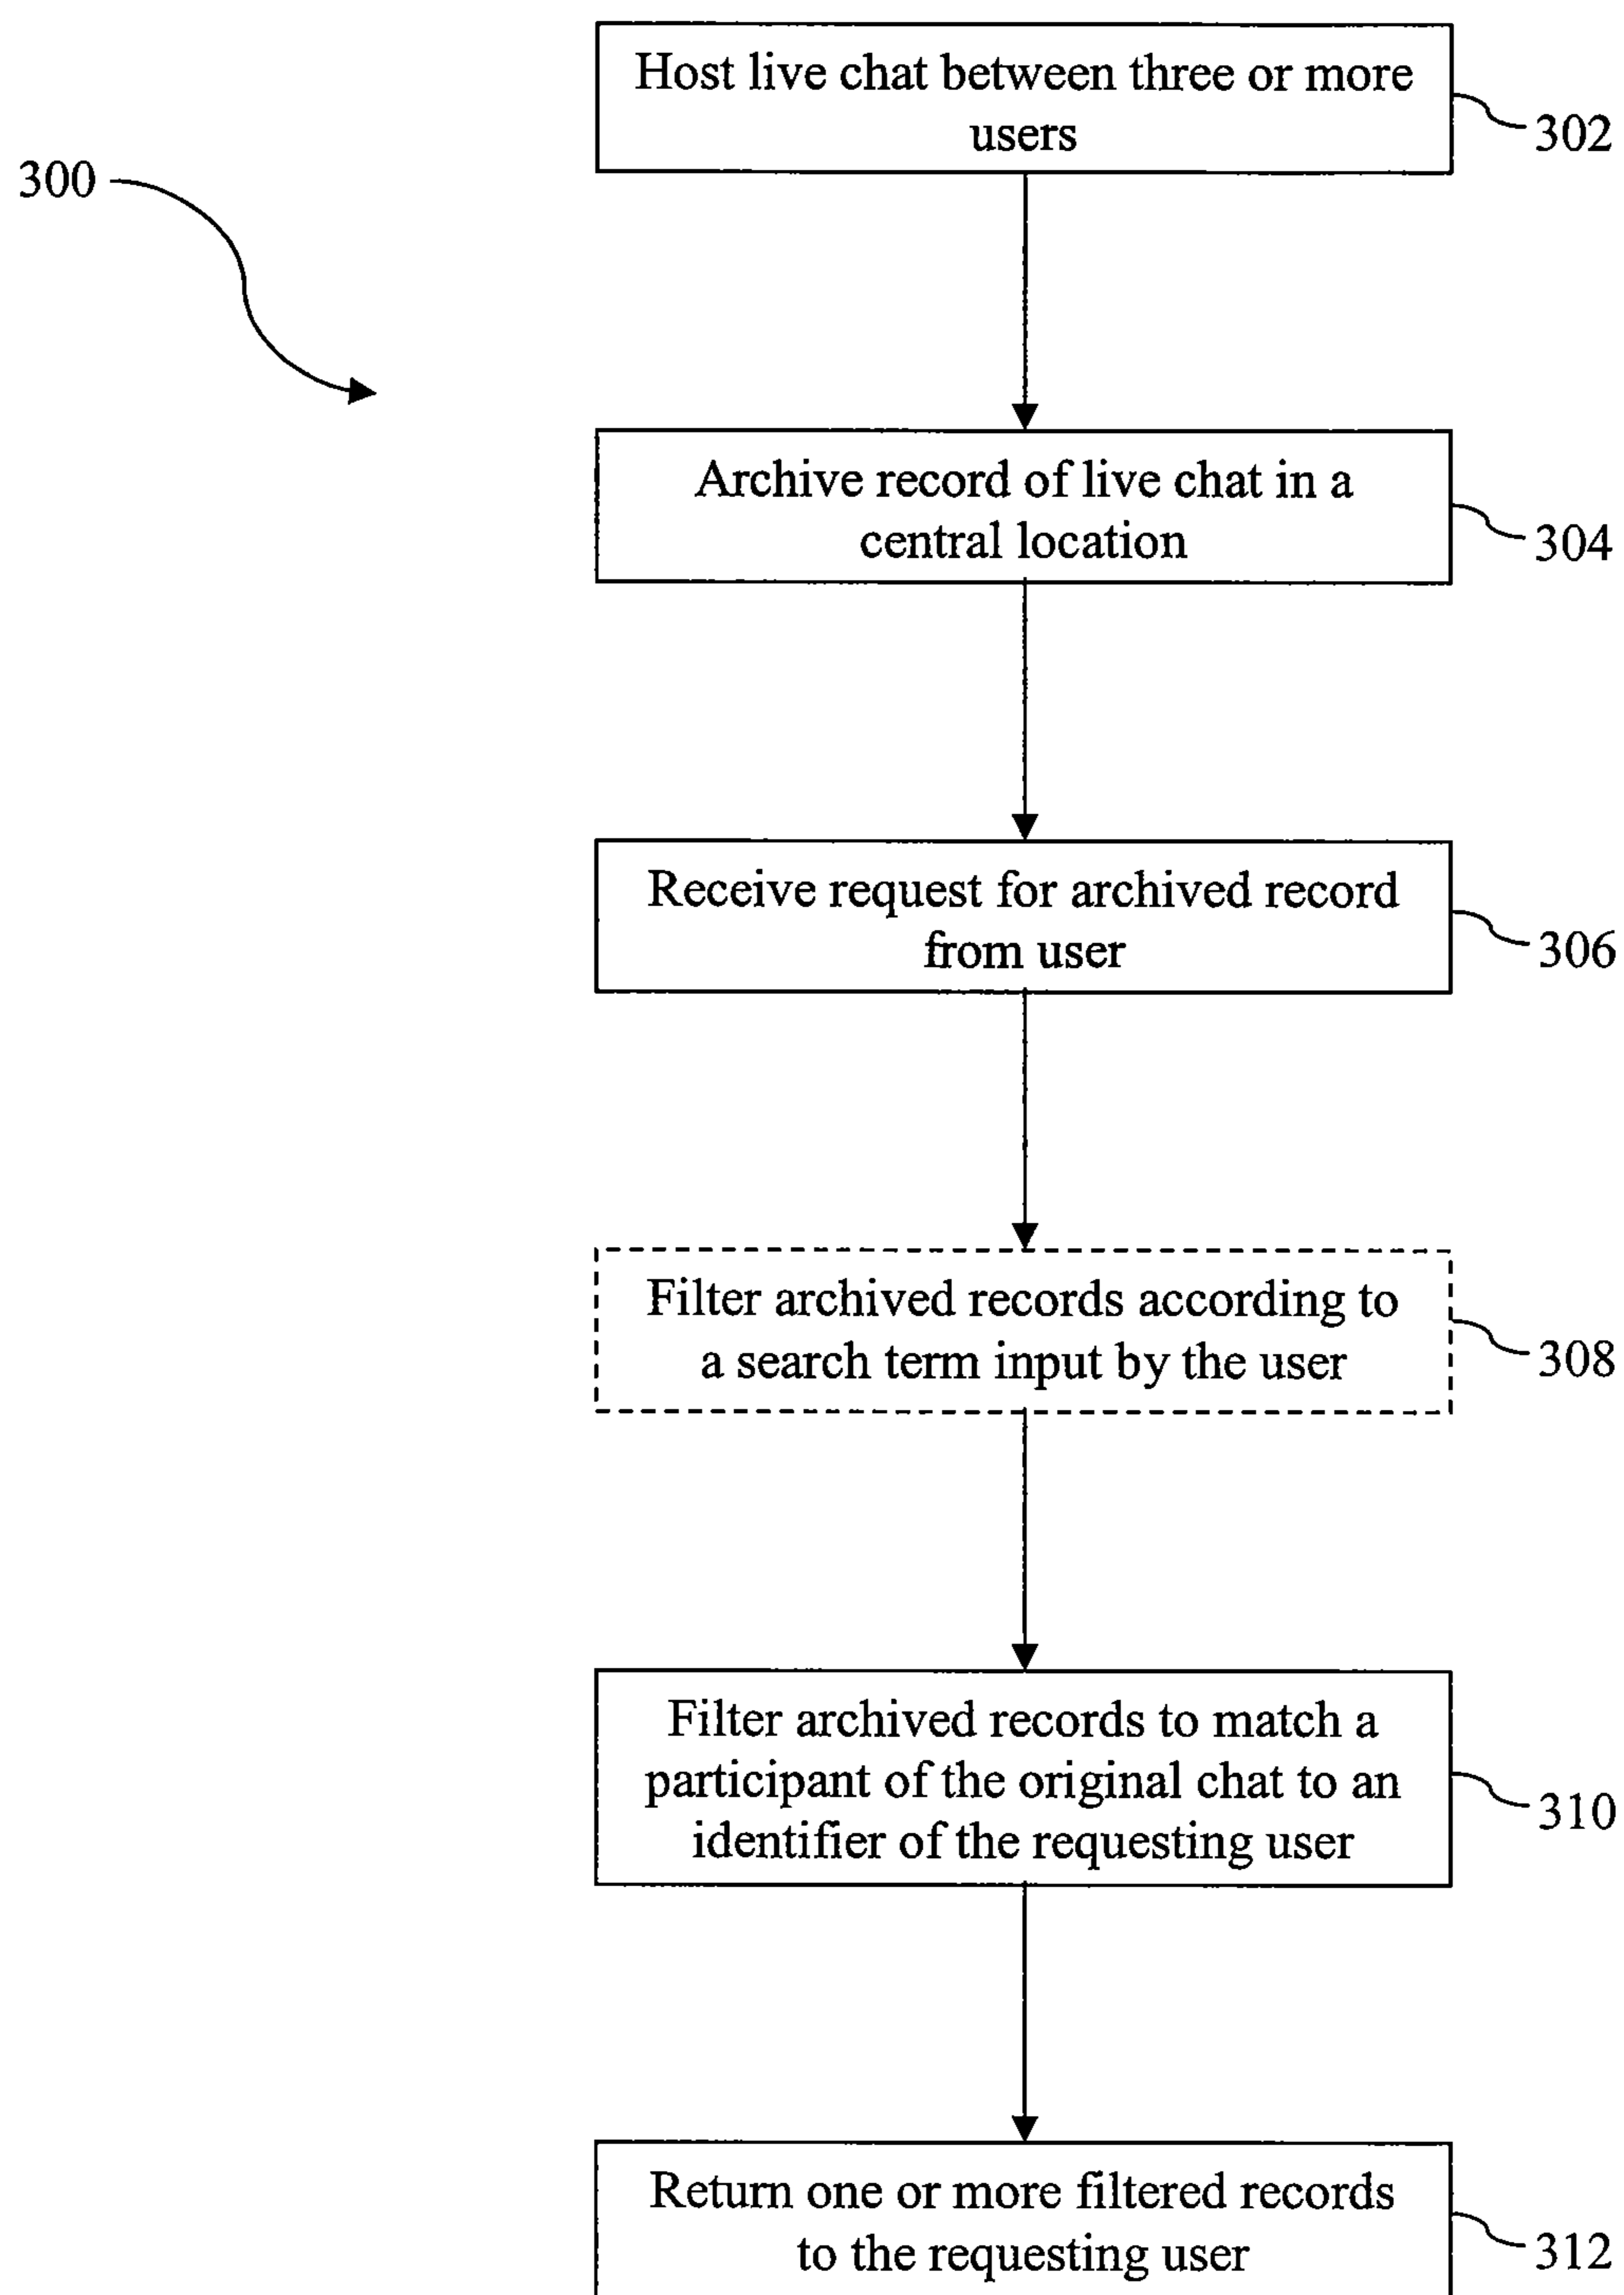 Host live chat between three or more
users
302
300
Archive record of live chat in a
central location
304
Receive request for archived record
from user
306
Filter archived records according to
a search term input by the user
308
Filter archived records to match a
participant of the original chat to an
identifier of the requesting user
310
Return one or more filtered records
to the requesting user
312